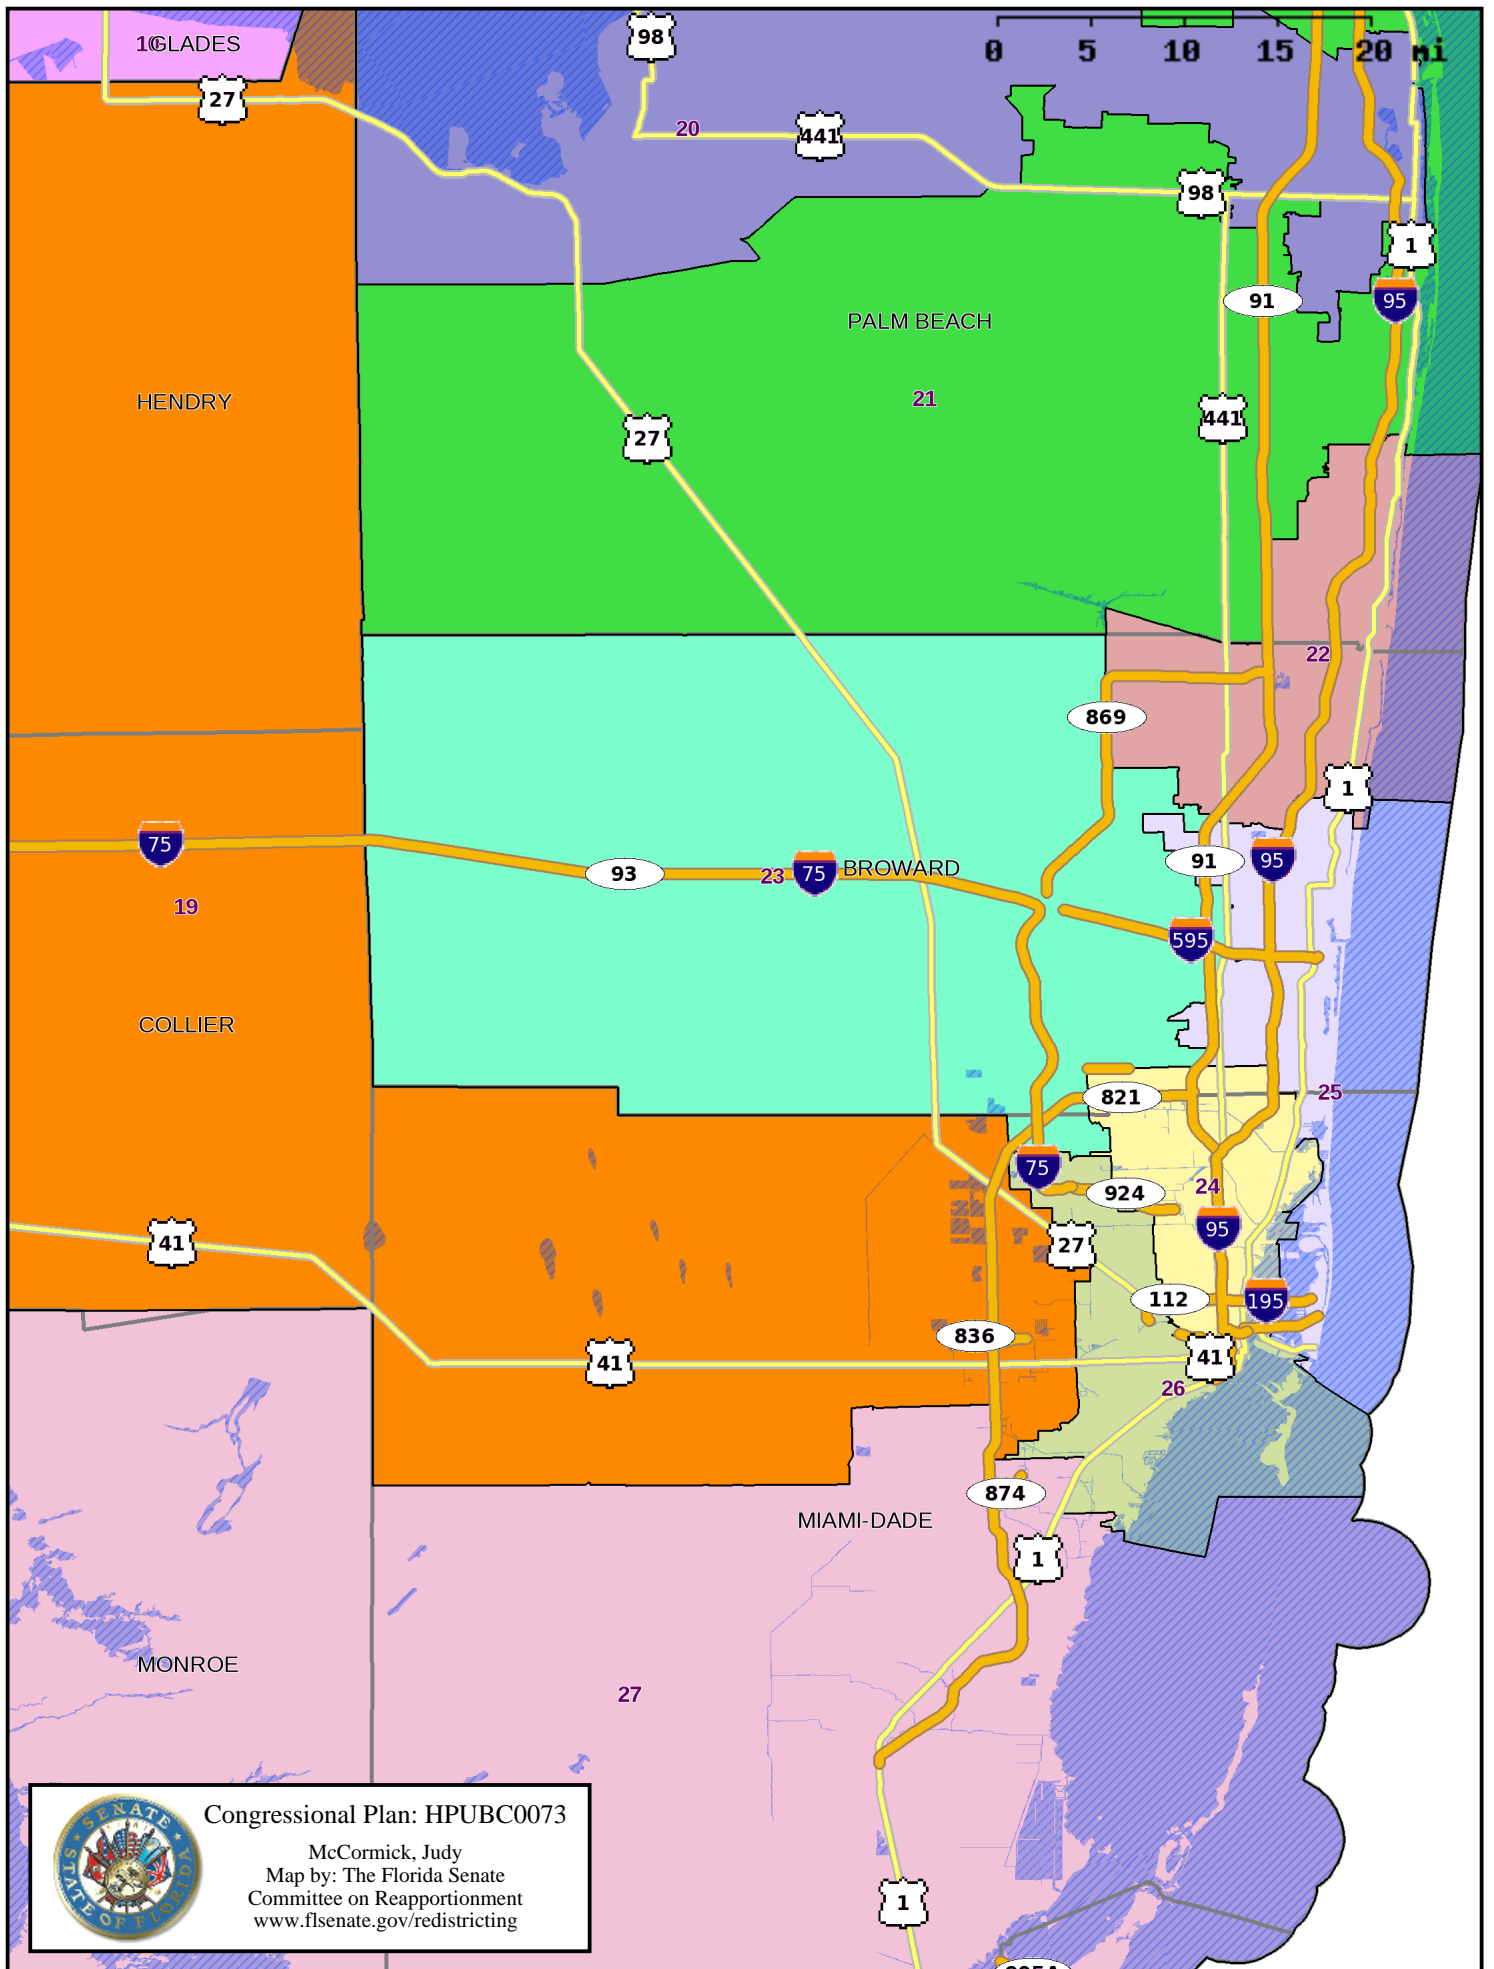 10
GLADES
98
0 5 10 15 20 mi
27
20
441
98
1
91
95
PALM BEACH
HENDRY
21
441
27
22
869
1
75
93
23
75
BROWARD
91
95
19
595
COLLIER
821
25
75
924
24
95
41
27
112
195
836
41
41
26
874
MIAMI-DADE
1
MONROE
27
Congressional Plan: HPUBC0073
McCormick, Judy
Map by: The Florida Senate
Committee on Reapportionment
www.flsenate.gov/redistricting
SENATE
STATE OF FLORIDA
1